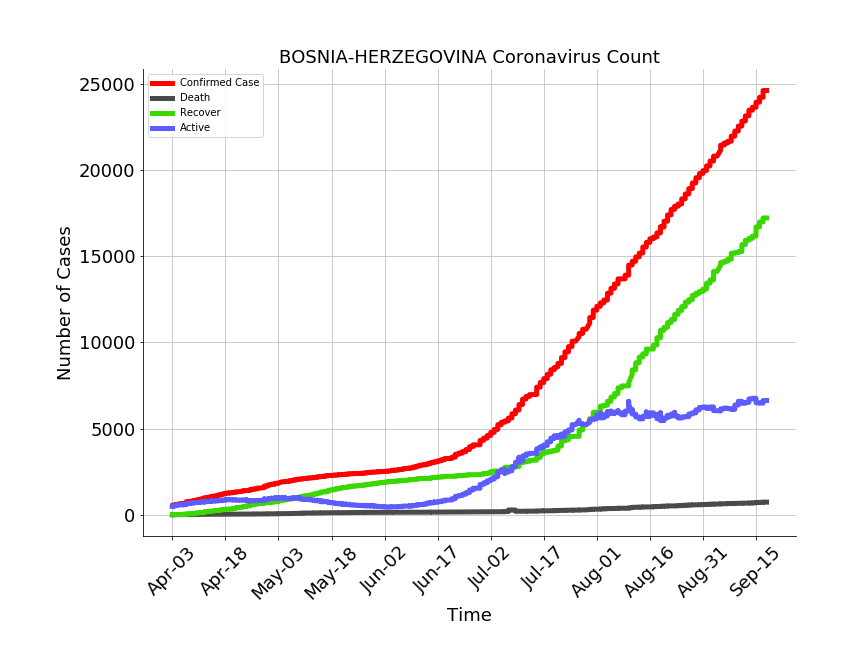 BOSNIA-HERZEGOVINA Coronavirus Count
Confirmed Case
Death
Recover
Active
Number of Cases
25000
20000
15000
10000
5000
0
Apr-03
Apr-18
May-03
May-18
Jun-02
Jun-17
Jul-02
Jul-17
Aug-01
Aug-16
Aug-31
Sep-15
Time